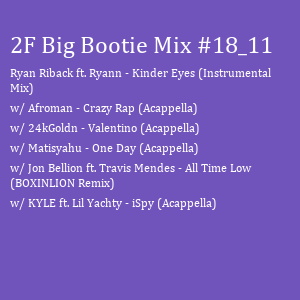 2F Big Bootie Mix #18_11
Ryan Riback ft. Ryann - Kinder Eyes (Instrumental
Mix)
w/ Afroman - Crazy Rap (Acappella)
w/ 24kGoldn - Valentino (Acappella)
w/ Matisyahu - One Day (Acappella)
w/ Jon Bellion ft. Travis Mendes - All Time Low
(BOXINLION Remix)
w/ KYLE ft. Lil Yachty - iSpy (Acappella)